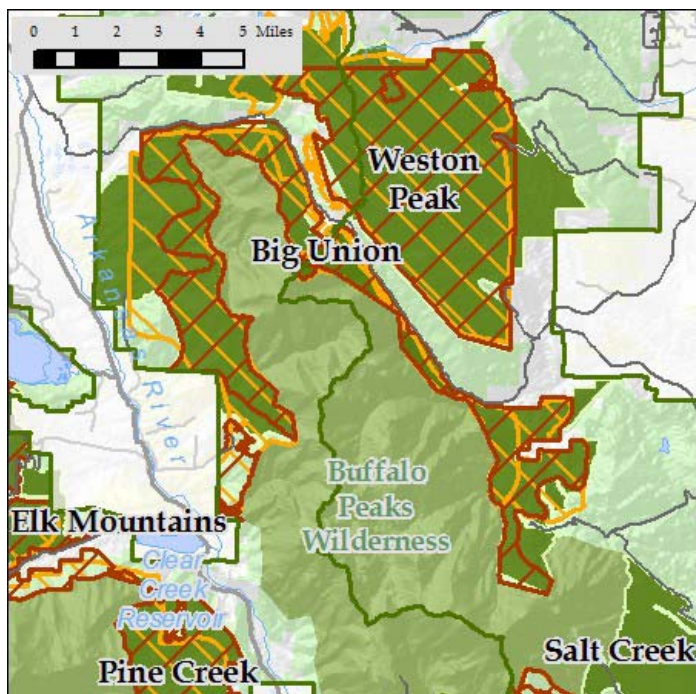 0 1 2 3 4 5 Miles
Weston
Peak
Big Union
Arkansas
River
Buffalo
Peaks
Wilderness
Elk Mountains
Clear
Creek
Reservoir
Salt Creek
Pine Creek